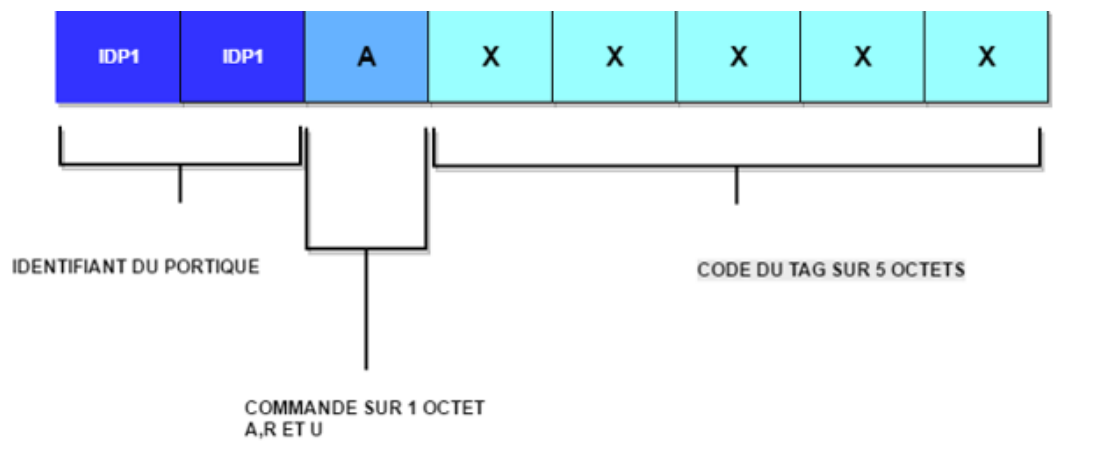 IDP1 IDP1 A X X X X X
IDENTIFIANT DU PORTIQUE
CODE DU TAG SUR 5 OCTETS
COMMANDE SUR 1 OCTET
A,R ET U